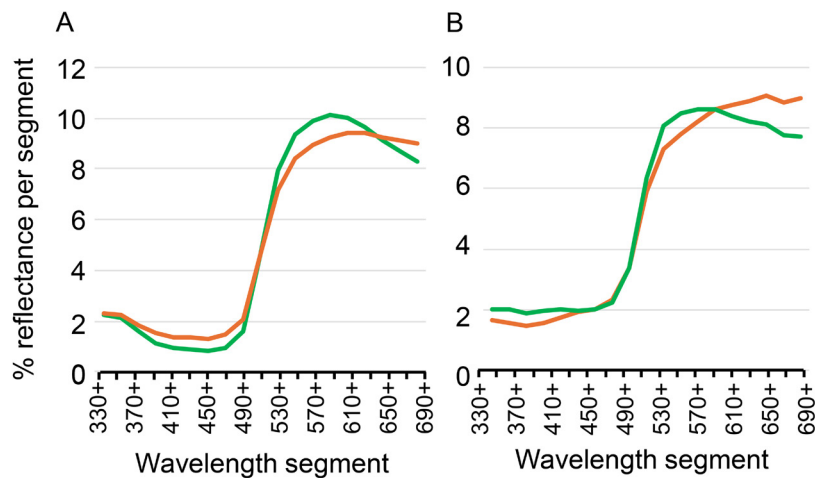 A
% reflectance per segment
12
10
8
6
4
2
0
330+ 370+ 410+ 450+ 490+ 530+ 570+ 610+ 650+ 690+
Wavelength segment
B
10
8
6
4
2
0
330+ 370+ 410+ 450+ 490+ 530+ 570+ 610+ 650+ 690+
Wavelength segment